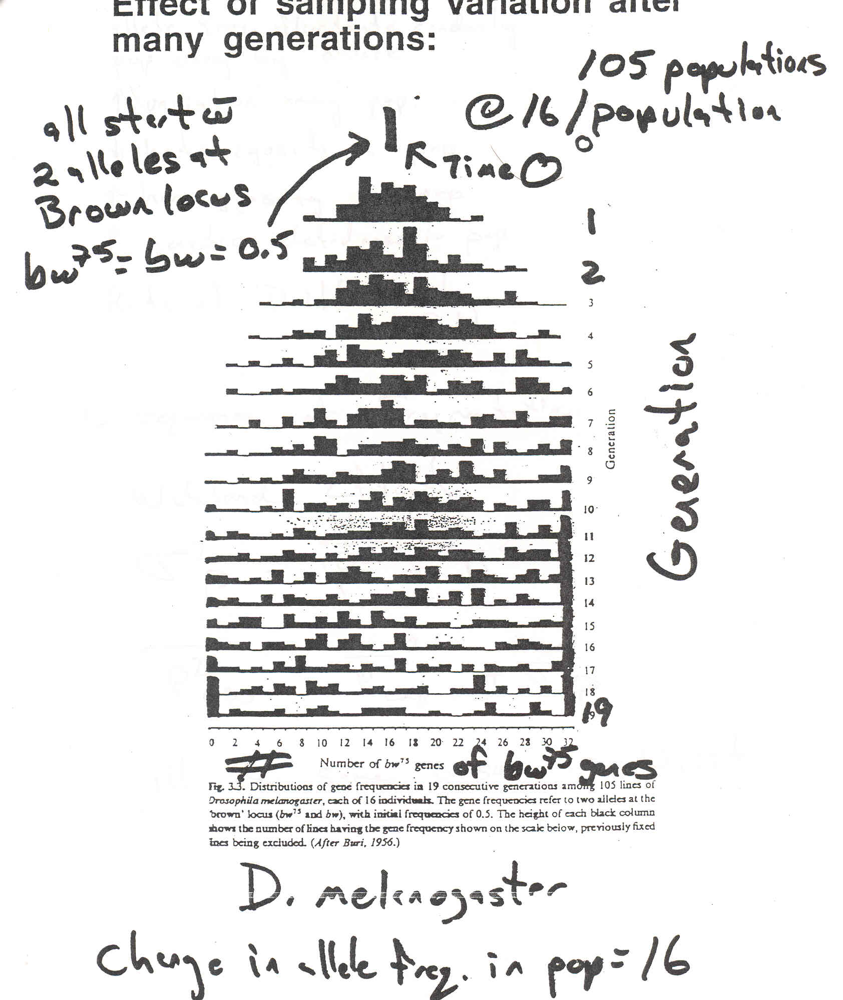 Effect of sampling variation after
many generations:
105 populations
@ 16/population
all start w̄
2 alleles at
Brown locus
bw⁷⁵ = bw = 0.5
Time 0
1
2
3
4
5
6
7
8
9
10
11
12
13
14
15
16
17
18
19
Generation
Generation
0 2 4 6 8 10 12 14 16 18 20 22 24 26 28 30 32
# Number of bw⁷⁵ genes of bw⁷⁵ genes
Fig. 3.3. Distributions of gene frequencies in 19 consecutive generations among 105 lines of
Drosophila melanogaster, each of 16 individuals. The gene frequencies refer to two alleles at the
'brown' locus (bw⁷⁵ and bw), with initial frequencies of 0.5. The height of each black column
shows the number of lines having the gene frequency shown on the scale below, previously fixed
lines being excluded. (After Buri, 1956.)
D. melanogaster
Change in allele freq. in pop = 16